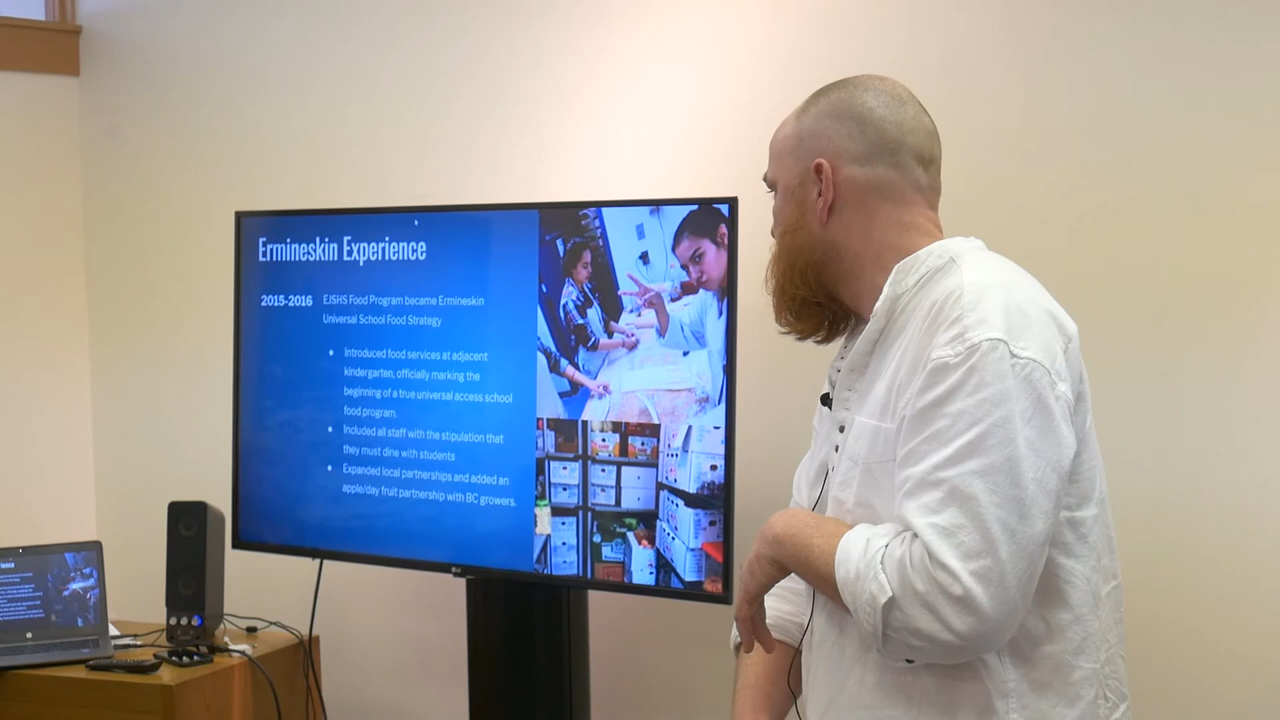 Ermineskin Experience
2015-2016 EJSHS Food Program became Ermineskin
Universal School Food Strategy
• Introduced food services at adjacent
kindergarten, officially marking the
beginning of a true universal access school
food program.
• Included all staff with the stipulation that
they must dine with students
• Expanded local partnerships and added an
apple/day fruit partnership with BC growers.
LG